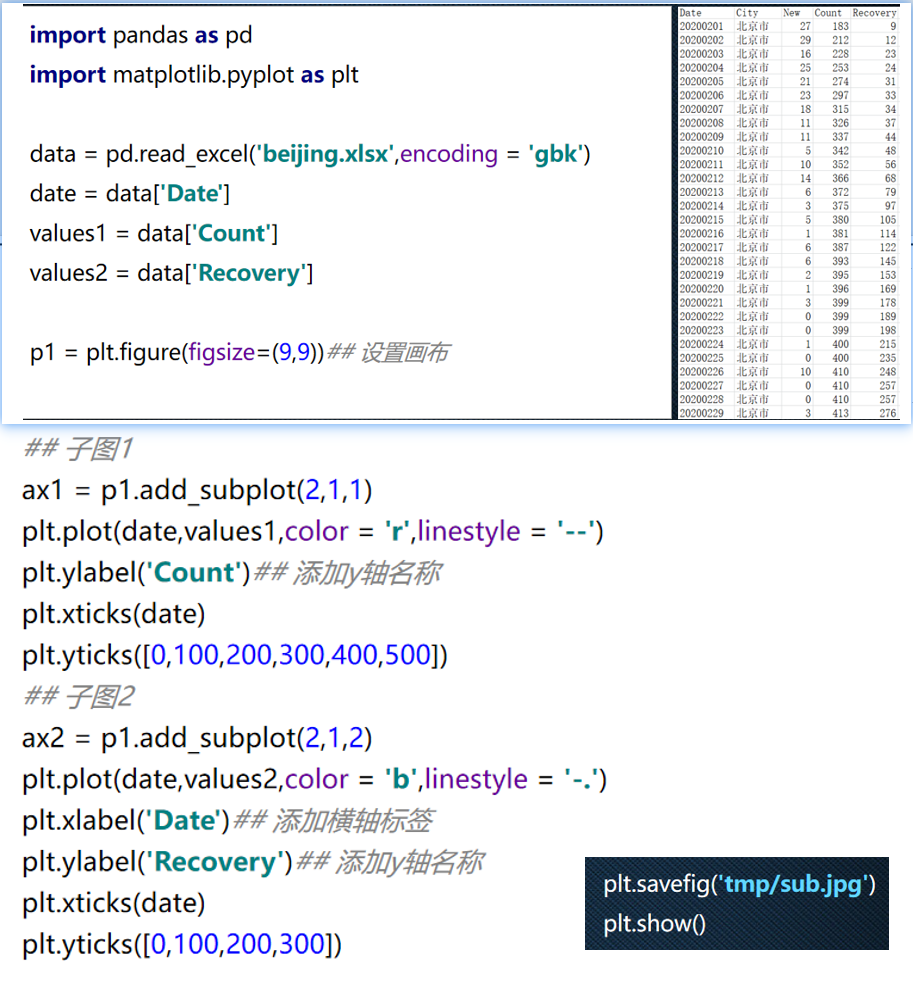 import pandas as pd
import matplotlib.pyplot as plt
data = pd.read_excel('beijing.xlsx',encoding = 'gbk')
date = data['Date']
values1 = data['Count']
values2 = data['Recovery']
p1 = plt.figure(figsize=(9,9))## 设置画布
Date City New Count Recovery
20200201 北京市 27 183 9
20200202 北京市 29 212 12
20200203 北京市 16 228 23
20200204 北京市 25 253 24
20200205 北京市 21 274 31
20200206 北京市 23 297 33
20200207 北京市 18 315 34
20200208 北京市 11 326 37
20200209 北京市 11 337 44
20200210 北京市 5 342 48
20200211 北京市 10 352 56
20200212 北京市 14 366 68
20200213 北京市 6 372 79
20200214 北京市 3 375 97
20200215 北京市 5 380 105
20200216 北京市 1 381 114
20200217 北京市 6 387 122
20200218 北京市 6 393 145
20200219 北京市 2 395 153
20200220 北京市 1 396 169
20200221 北京市 3 399 178
20200222 北京市 0 399 189
20200223 北京市 0 399 198
20200224 北京市 1 400 215
20200225 北京市 0 400 235
20200226 北京市 10 410 248
20200227 北京市 0 410 257
20200228 北京市 0 410 257
20200229 北京市 3 413 276
## 子图1
ax1 = p1.add_subplot(2,1,1)
plt.plot(date,values1,color = 'r',linestyle = '--')
plt.ylabel('Count')## 添加y轴名称
plt.xticks(date)
plt.yticks([0,100,200,300,400,500])
## 子图2
ax2 = p1.add_subplot(2,1,2)
plt.plot(date,values2,color = 'b',linestyle = '-.')
plt.xlabel('Date')## 添加横轴标签
plt.ylabel('Recovery')## 添加y轴名称
plt.xticks(date)
plt.yticks([0,100,200,300])
plt.savefig('tmp/sub.jpg')
plt.show()